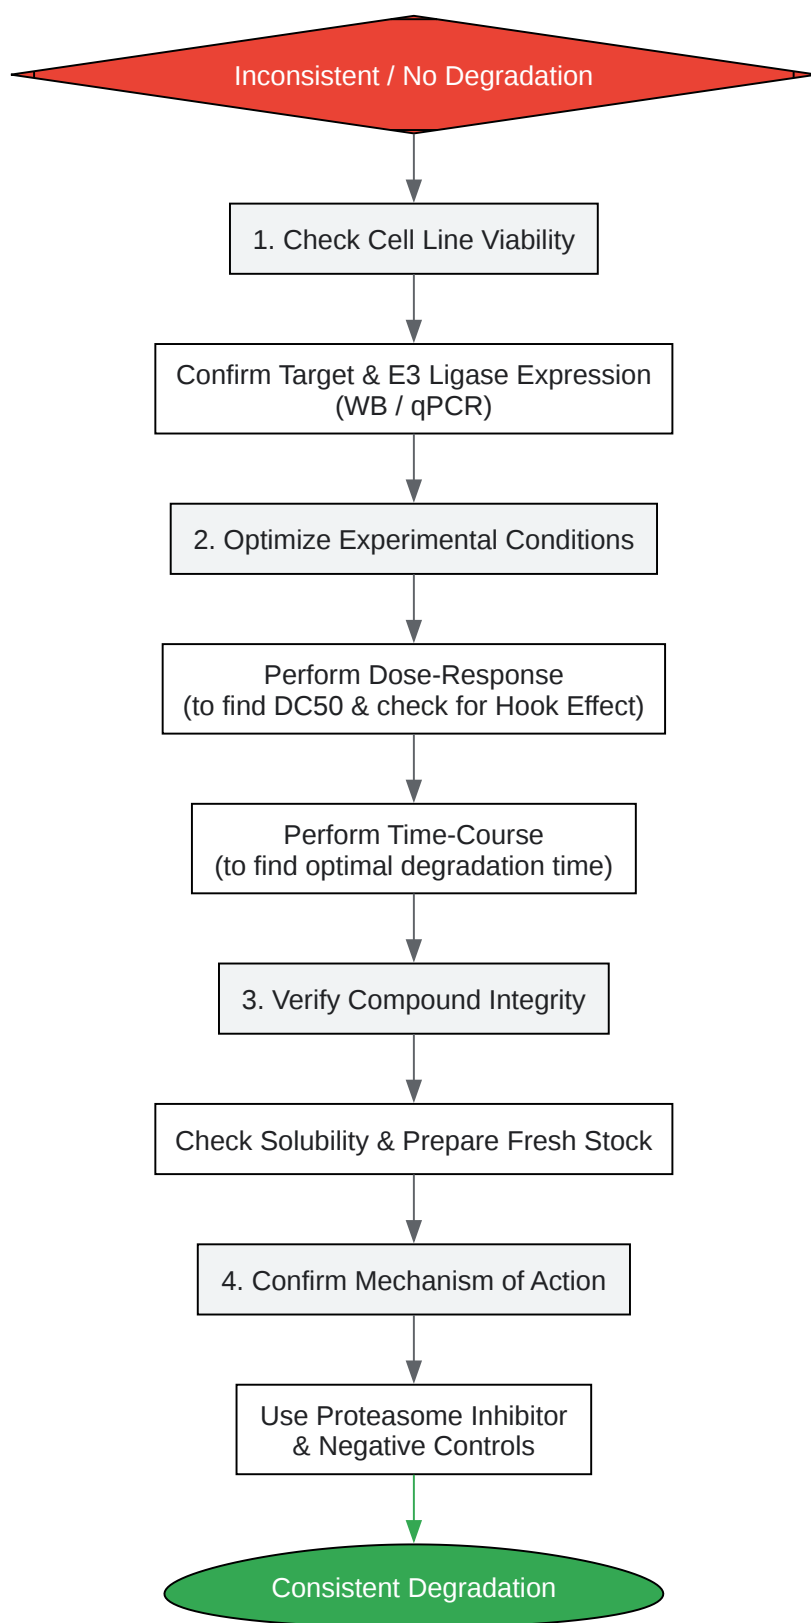 Inconsistent / No Degradation
1. Check Cell Line Viability
Confirm Target & E3 Ligase Expression
(WB / qPCR)
2. Optimize Experimental Conditions
Perform Dose-Response
(to find DC50 & check for Hook Effect)
Perform Time-Course
(to find optimal degradation time)
3. Verify Compound Integrity
Check Solubility & Prepare Fresh Stock
4. Confirm Mechanism of Action
Use Proteasome Inhibitor
& Negative Controls
Consistent Degradation